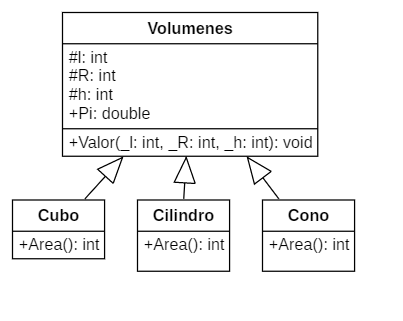 Volumenes
#l: int
#R: int
#h: int
+Pi: double
+Valor(_l: int, _R: int, _h: int): void
Cubo
+Area(): int
Cilindro
+Area(): int
Cono
+Area(): int